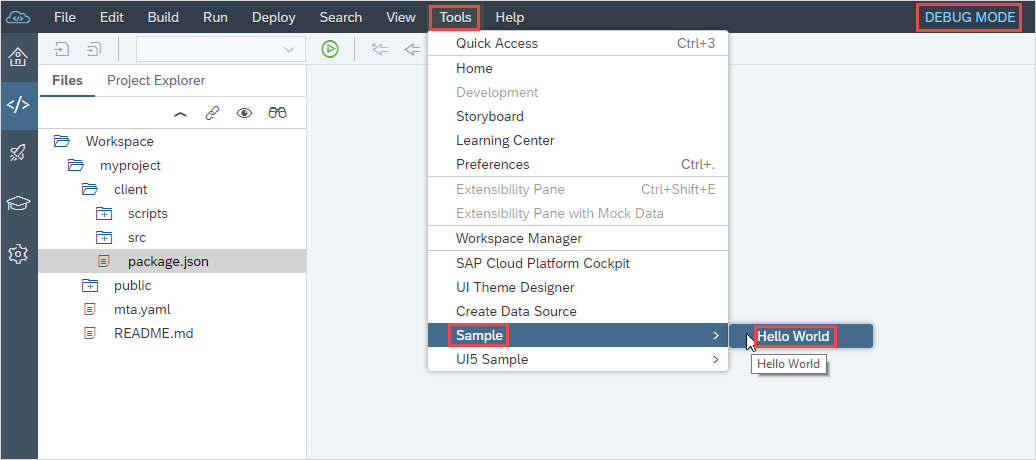 File Edit Build Run Deploy Search View Tools Help DEBUG MODE
Files Project Explorer
Workspace
myproject
client
scripts
src
package.json
public
mta.yaml
README.md
Quick Access Ctrl+3
Home
Development
Storyboard
Learning Center
Preferences Ctrl+.
Extensibility Pane Ctrl+Shift+E
Extensibility Pane with Mock Data
Workspace Manager
SAP Cloud Platform Cockpit
UI Theme Designer
Create Data Source
Sample >
UI5 Sample >
Hello World
Hello World